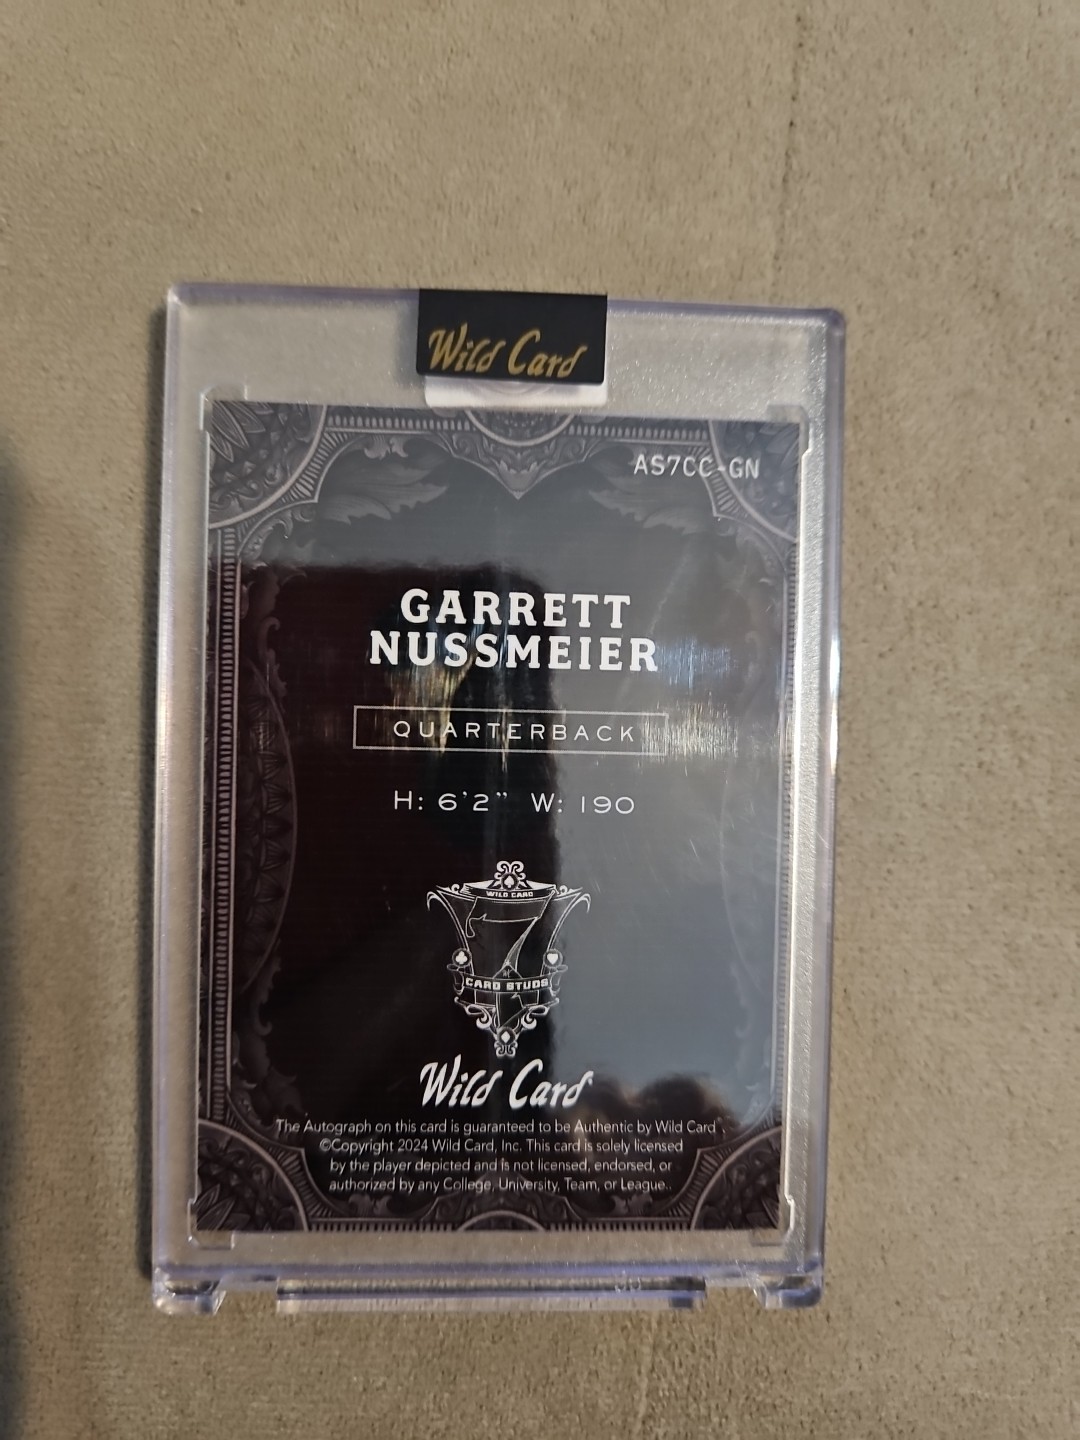 Wild Card
AS7CC-GN
GARRETT
NUSSMEIER
QUARTERBACK
H: 6'2" W: 190
WILD CARD
7
CARD STUDS
Wild Card
The Autograph on this card is guaranteed to be Authentic by Wild Card.
©Copyright 2024 Wild Card, Inc. This card is solely licensed
by the player depicted and is not licensed, endorsed, or
authorized by any College, University, Team, or League..